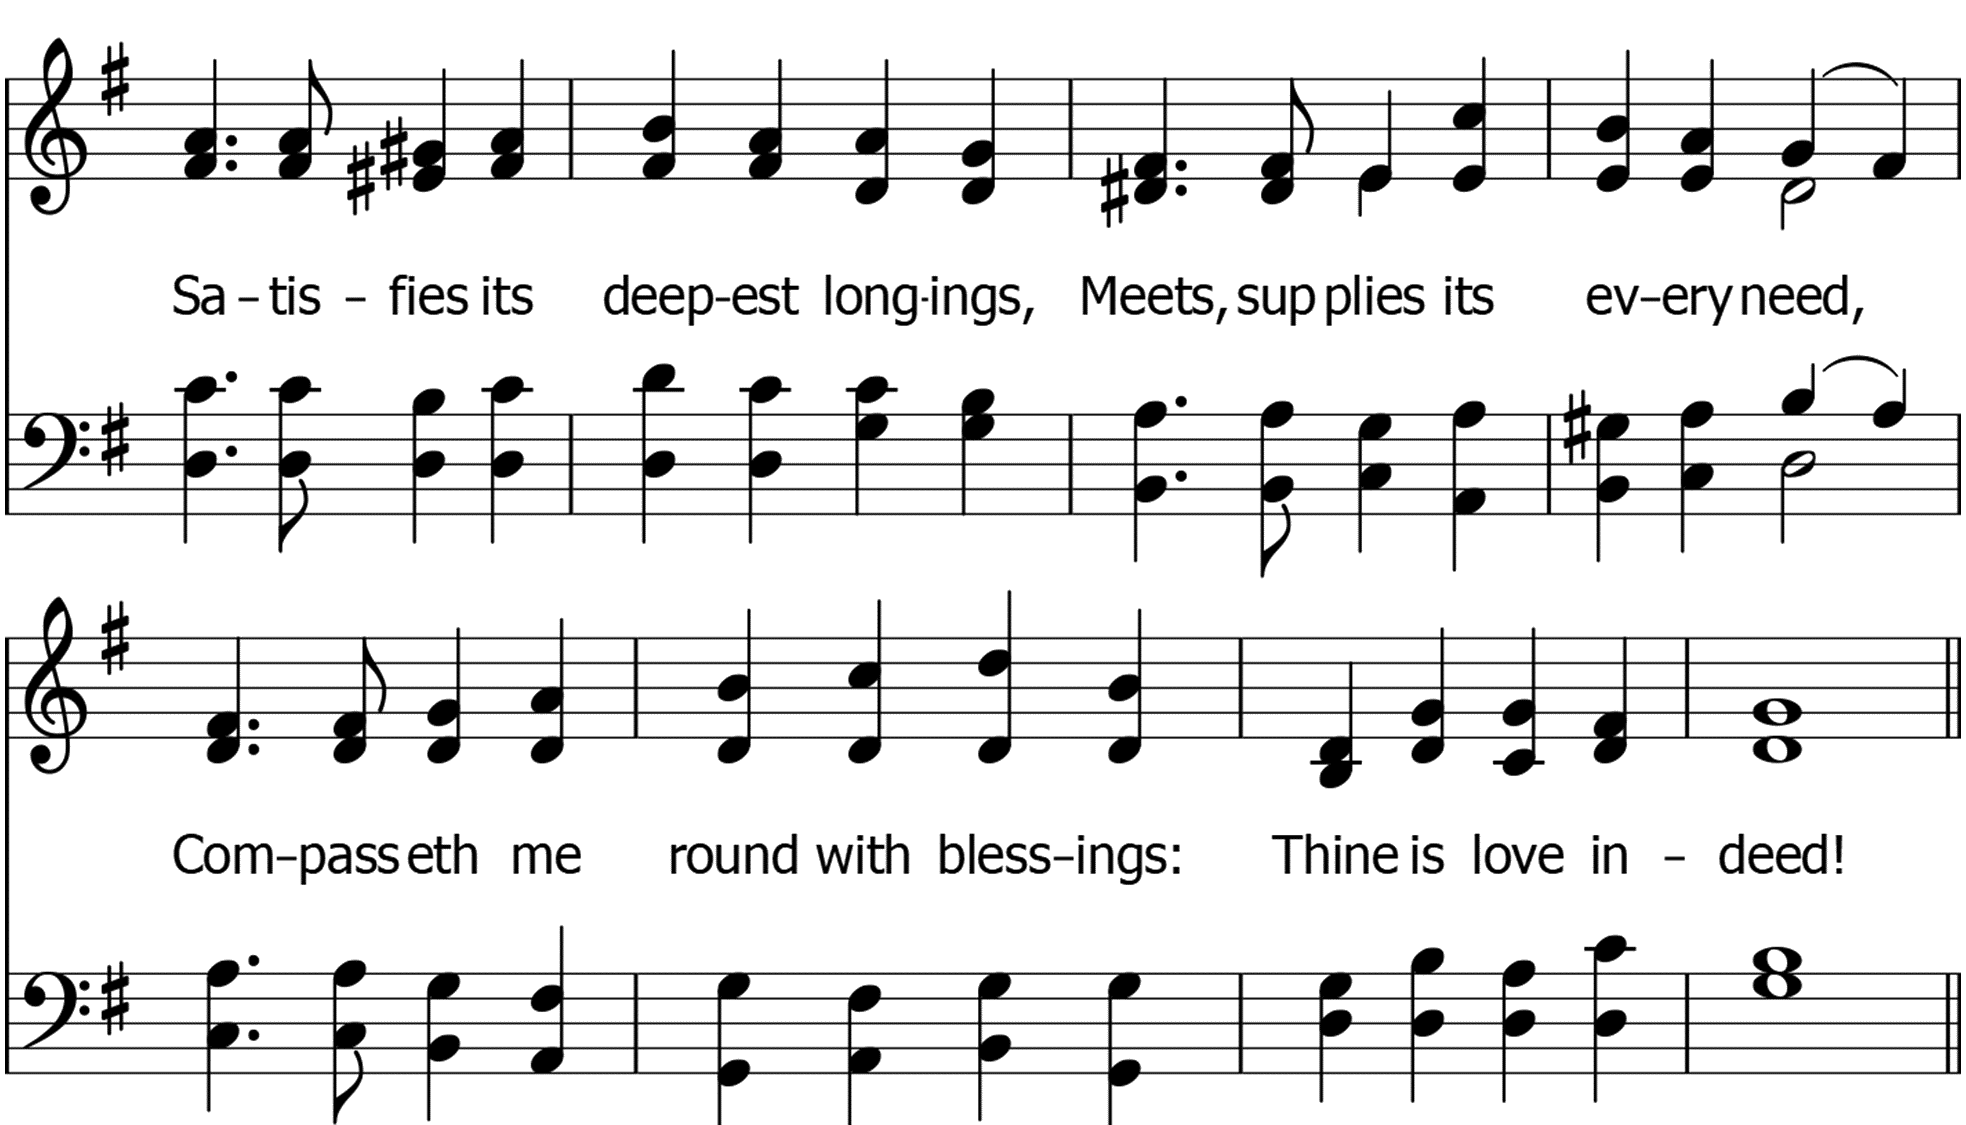 Sa – tis – fies its deep-est long-ings, Meets, sup plies its ev–ery need,
Com–pass eth me round with bless–ings: Thine is love in – deed!